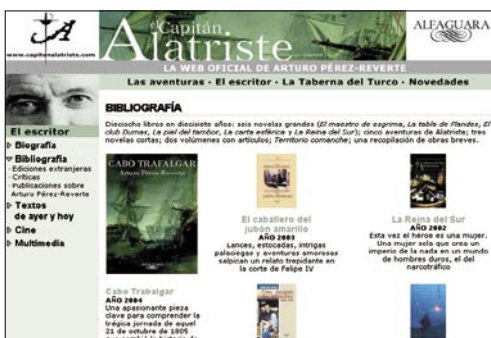 el Capitán
Alatriste
ALFAGUARA
www.capitanalatriste.com
LA WEB OFICIAL DE ARTURO PÉREZ-REVERTE
Las aventuras · El escritor · La Taberna del Turco · Novedades
El escritor
Biografía
Bibliografía
· Ediciones extranjeras
· Críticas
· Publicaciones sobre
Arturo Pérez-Reverte
Textos
de ayer y hoy
Cine
Multimedia
BIBLIOGRAFÍA
Dieciocho libros en diecisiete años: seis novelas grandes (El maestro de esgrima, La tabla de Flandes, El
club Dumas, La piel del tambor, La carta esférica y La Reina del Sur); cinco aventuras de Alatriste; tres
novelas cortas; dos volúmenes con artículos; Territorio comanche; una recopilación de obras breves.
CABO TRAFALGAR
Arturo Pérez-Reverte
Cabo Trabalgar
AÑO 2004
Una apasionante pieza
clave para comprender la
trágica jornada de aquel
21 de octubre de 1805
que cambió la historia de
El caballero del
jubón amarillo
AÑO 2003
Lances, estocadas, intrigas
palaciegas y aventuras amorosas
salpican un relato trepidante en
la corte de Felipe IV
La Reina del Sur
AÑO 2002
Esta vez el héroe es una mujer.
Una mujer sola que crea un
imperio de la nada en un mundo
de hombres duros, el del
narcotráfico